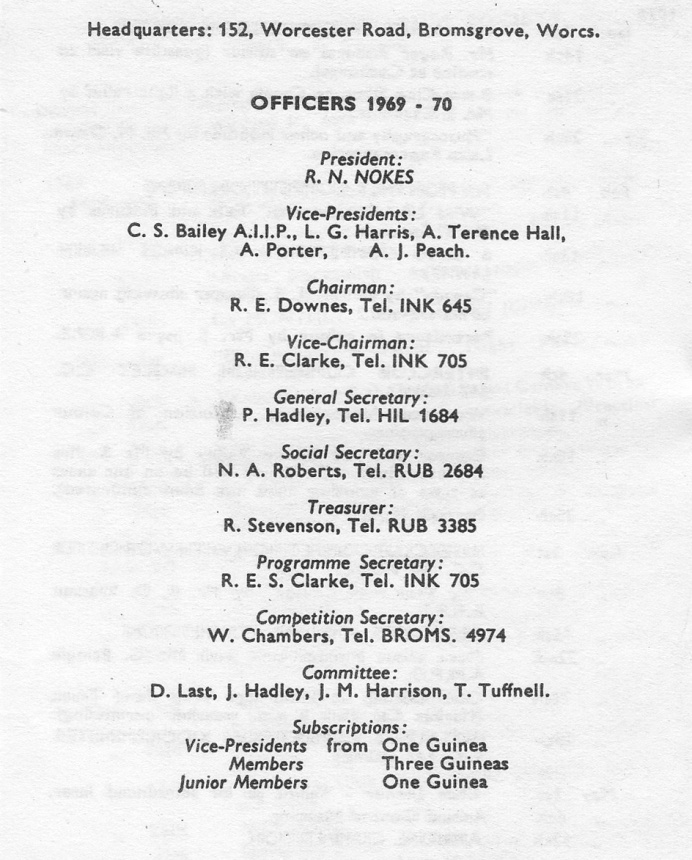 Headquarters: 152, Worcester Road, Bromsgrove, Worcs.
OFFICERS 1969 - 70
President:
R. N. NOKES
Vice-Presidents:
C. S. Bailey A.I.I.P., L. G. Harris, A. Terence Hall,
A. Porter, A. J. Peach.
Chairman:
R. E. Downes, Tel. INK 645
Vice-Chairman:
R. E. Clarke, Tel. INK 705
General Secretary:
P. Hadley, Tel. HIL 1684
Social Secretary:
N. A. Roberts, Tel. RUB 2684
Treasurer:
R. Stevenson, Tel. RUB 3385
Programme Secretary:
R. E. S. Clarke, Tel. INK 705
Competition Secretary:
W. Chambers, Tel. BROMS. 4974
Committee:
D. Last, J. Hadley, J. M. Harrison, T. Tuffnell.
Subscriptions:
Vice-Presidents from One Guinea
Members Three Guineas
Junior Members One Guinea